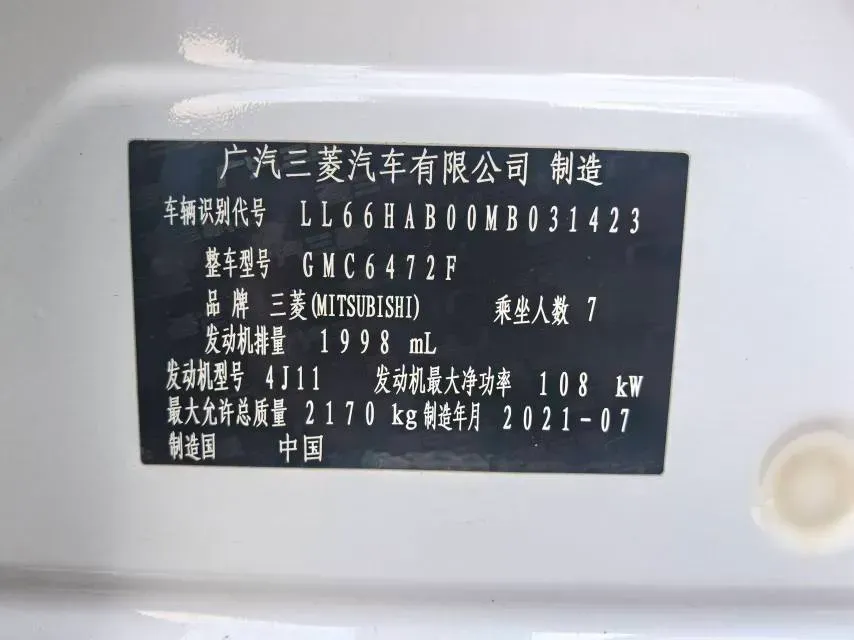 广汽三菱汽车有限公司 制造
车辆识别代号 LL66HAB00MB031423
整车型号 GMC6472F
品牌 三菱(MITSUBISHI) 乘坐人数 7
发动机排量 1998 mL
发动机型号 4J11 发动机最大净功率 108 kW
最大允许总质量 2170 kg 制造年月 2021-07
制造国 中国